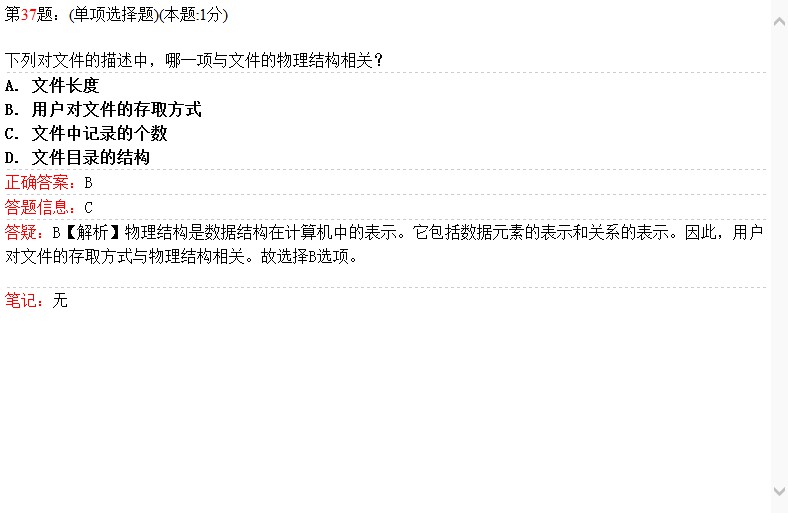 第37题：(单项选择题)(本题:1分)
下列对文件的描述中，哪一项与文件的物理结构相关？
A. 文件长度
B. 用户对文件的存取方式
C. 文件中记录的个数
D. 文件目录的结构
正确答案：B
答题信息：C
答疑：B【解析】物理结构是数据结构在计算机中的表示。它包括数据元素的表示和关系的表示。因此，用户
对文件的存取方式与物理结构相关。故选择B选项。
笔记：无